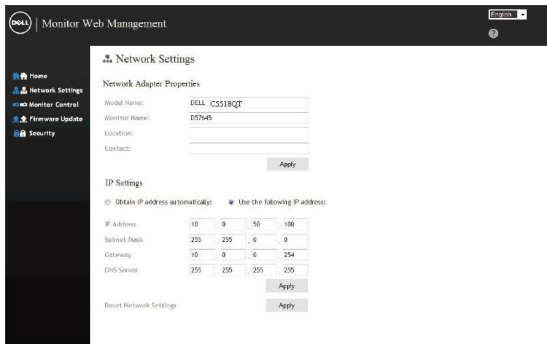 DELL Monitor Web Management
English
?
Home
Network Settings
Monitor Control
Firmware Update
Security
Network Settings
Network Adapter Properties
Model Name: DELL C5518QT
Monitor Name: D57645
Location:
Contact:
Apply
IP Settings
Obtain IP address automatically: Use the following IP address:
IP Address 10 . 0 . 50 . 100
Subnet Mask 255 . 255 . 0 . 0
Gateway 10 . 0 . 0 . 254
DNS Server 255 . 255 . 255 . 255
Apply
Reset Network Settings Apply